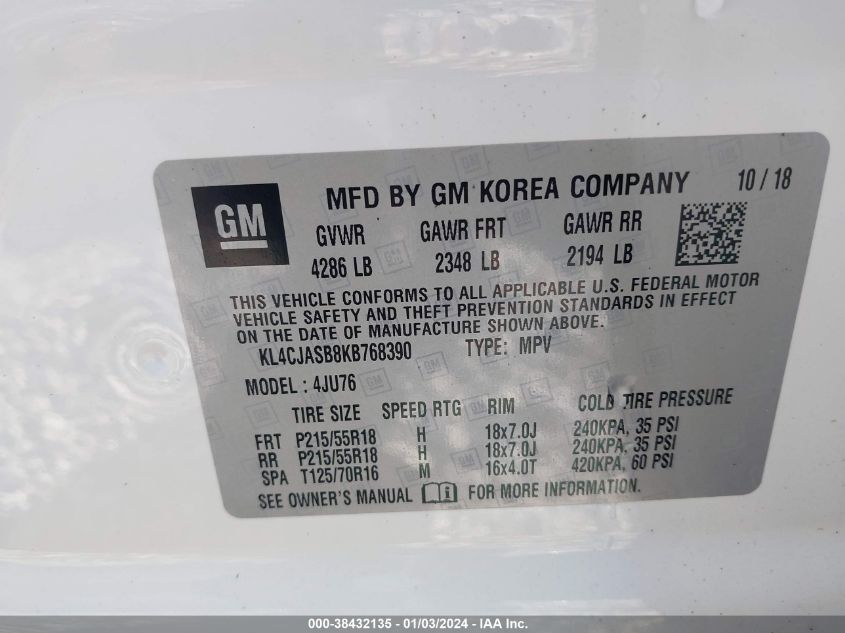 GM
MFD BY GM KOREA COMPANY 10 / 18
GVWR GAWR FRT GAWR RR
4286 LB 2348 LB 2194 LB
THIS VEHICLE CONFORMS TO ALL APPLICABLE U.S. FEDERAL MOTOR
VEHICLE SAFETY AND THEFT PREVENTION STANDARDS IN EFFECT
ON THE DATE OF MANUFACTURE SHOWN ABOVE.
KL4CJASB8KB768390 TYPE: MPV
MODEL : 4JU76
TIRE SIZE SPEED RTG RIM COLD TIRE PRESSURE
FRT P215/55R18 H 18x7.0J 240KPA, 35 PSI
RR P215/55R18 H 18x7.0J 240KPA, 35 PSI
SPA T125/70R16 M 16x4.0T 420KPA, 60 PSI
SEE OWNER'S MANUAL FOR MORE INFORMATION.
000-38432135 - 01/03/2024 - IAA Inc.